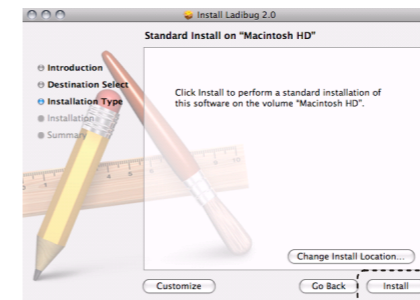 Install Ladibug 2.0
Standard Install on "Macintosh HD"
Introduction
Destination Select
Installation Type
Installation
Summary
Click Install to perform a standard installation of
this software on the volume "Macintosh HD".
Change Install Location...
Customize
Go Back
Install